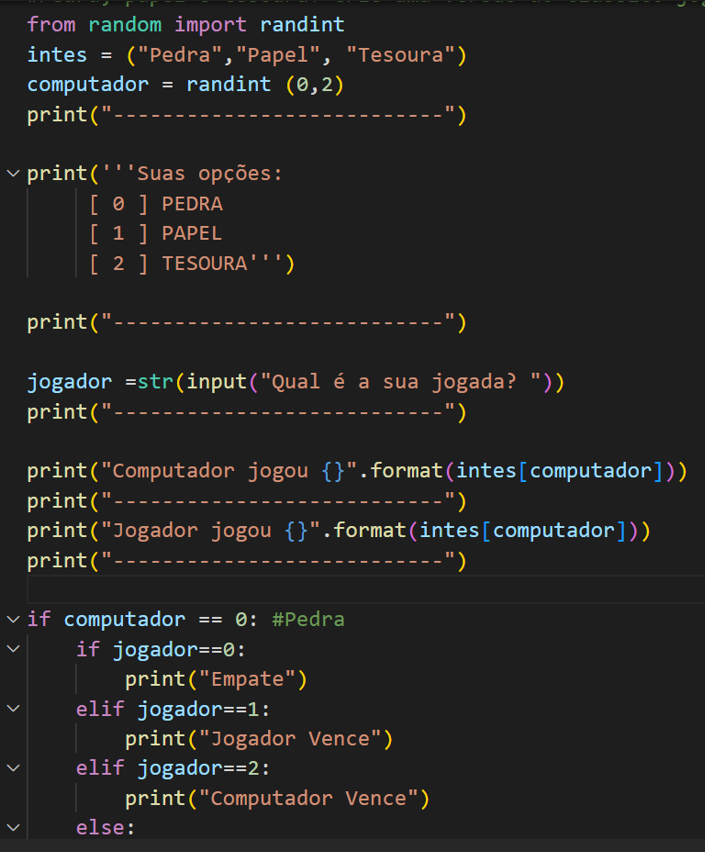 from random import randint
intes = ("Pedra","Papel", "Tesoura")
computador = randint (0,2)
print("---------------------------")
print('''Suas opções:
[ 0 ] PEDRA
[ 1 ] PAPEL
[ 2 ] TESOURA''')
print("---------------------------")
jogador =str(input("Qual é a sua jogada? "))
print("---------------------------")
print("Computador jogou {}".format(intes[computador]))
print("---------------------------")
print("Jogador jogou {}".format(intes[computador]))
print("---------------------------")
if computador == 0: #Pedra
if jogador==0:
print("Empate")
elif jogador==1:
print("Jogador Vence")
elif jogador==2:
print("Computador Vence")
else: